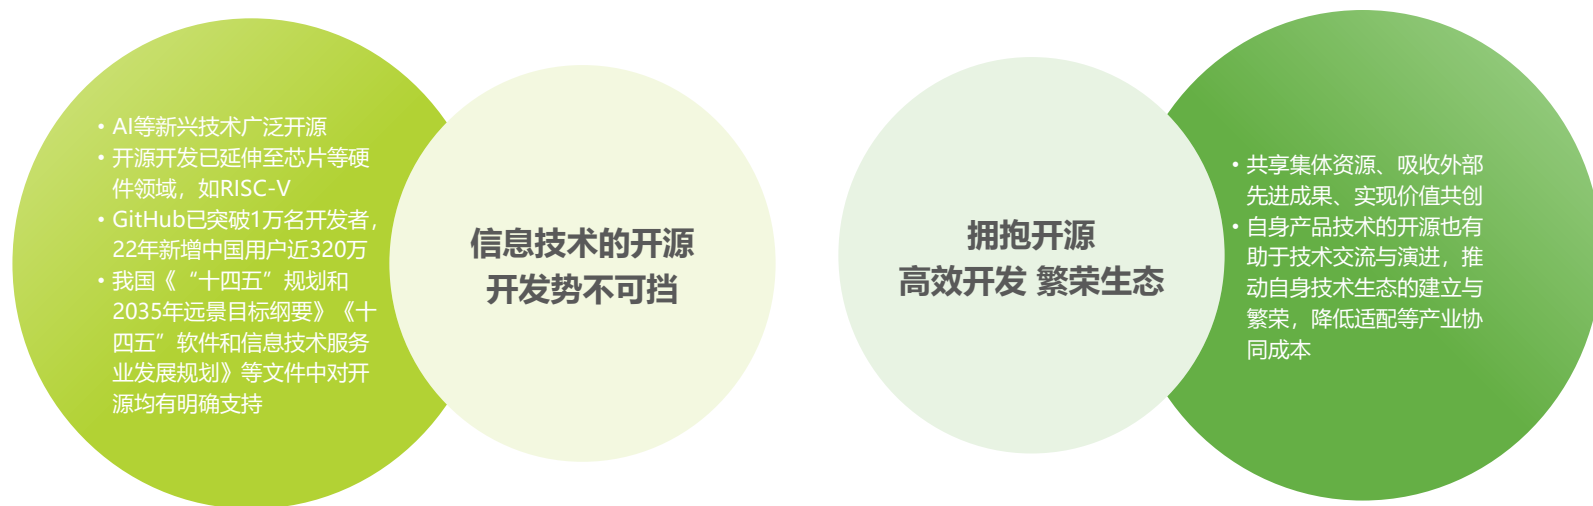 • AI等新兴技术广泛开源
• 开源开发已延伸至芯片等硬
件领域，如RISC-V
• GitHub已突破1万名开发者，
22年新增中国用户近320万
• 我国《“十四五”规划和
2035年远景目标纲要》《十
四五”软件和信息技术服务
业发展规划》等文件中对开
源均有明确支持
信息技术的开源
开发势不可挡
拥抱开源
高效开发 繁荣生态
• 共享集体资源、吸收外部
先进成果、实现价值共创
• 自身产品技术的开源也有
助于技术交流与演进，推
动自身技术生态的建立与
繁荣，降低适配等产业协
同成本